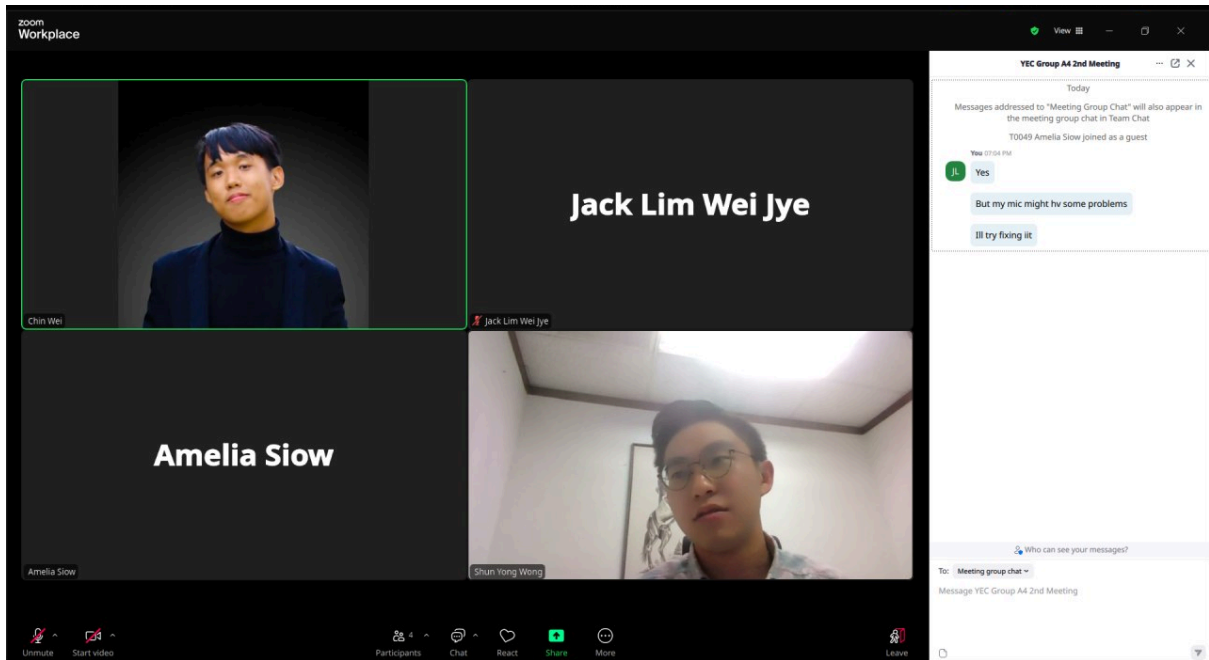 zoom
Workplace
View
YEC Group A4 2nd Meeting
Today
Messages addressed to "Meeting Group Chat" will also appear in
the meeting group chat in Team Chat
T0049 Amelia Siow joined as a guest
You 07:04 PM
JL
Yes
But my mic might hv some problems
Ill try fixing iit
Chin Wei
Jack Lim Wei Jye
Jack Lim Wei Jye
Amelia Siow
Amelia Siow
Shun Yong Wong
Who can see your messages?
To: Meeting group chat
Message YEC Group A4 2nd Meeting
Unmute
Start video
4
Participants
Chat
React
Share
More
Leave